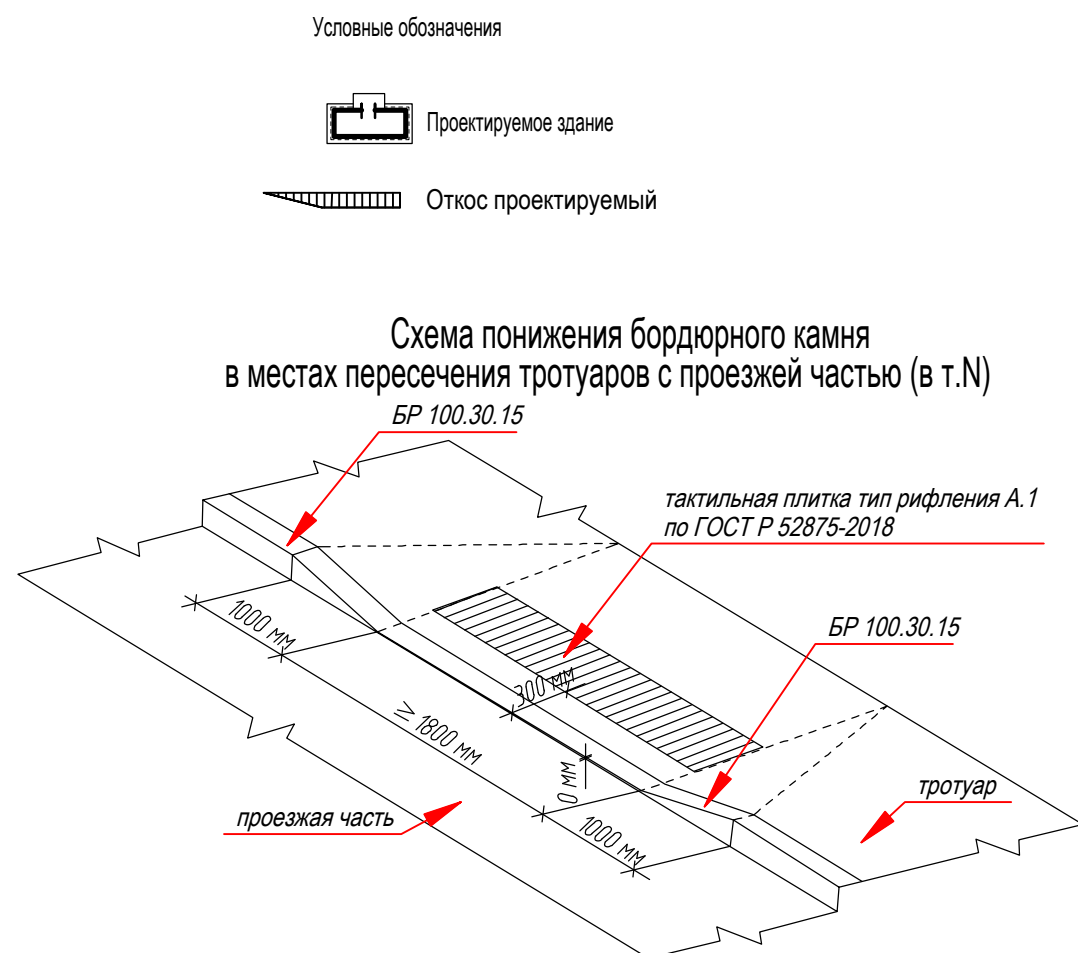 Условные обозначения
Проектируемое здание
Откос проектируемый
Схема понижения бордюрного камня
в местах пересечения тротуаров с проезжей частью (в т.N)
БР 100.30.15
тактильная плитка тип рифления А.1
по ГОСТ Р 52875-2018
БР 100.30.15
1000 мм
300 мм
≥ 1800 мм
0 мм
тротуар
проезжая часть
1000 мм